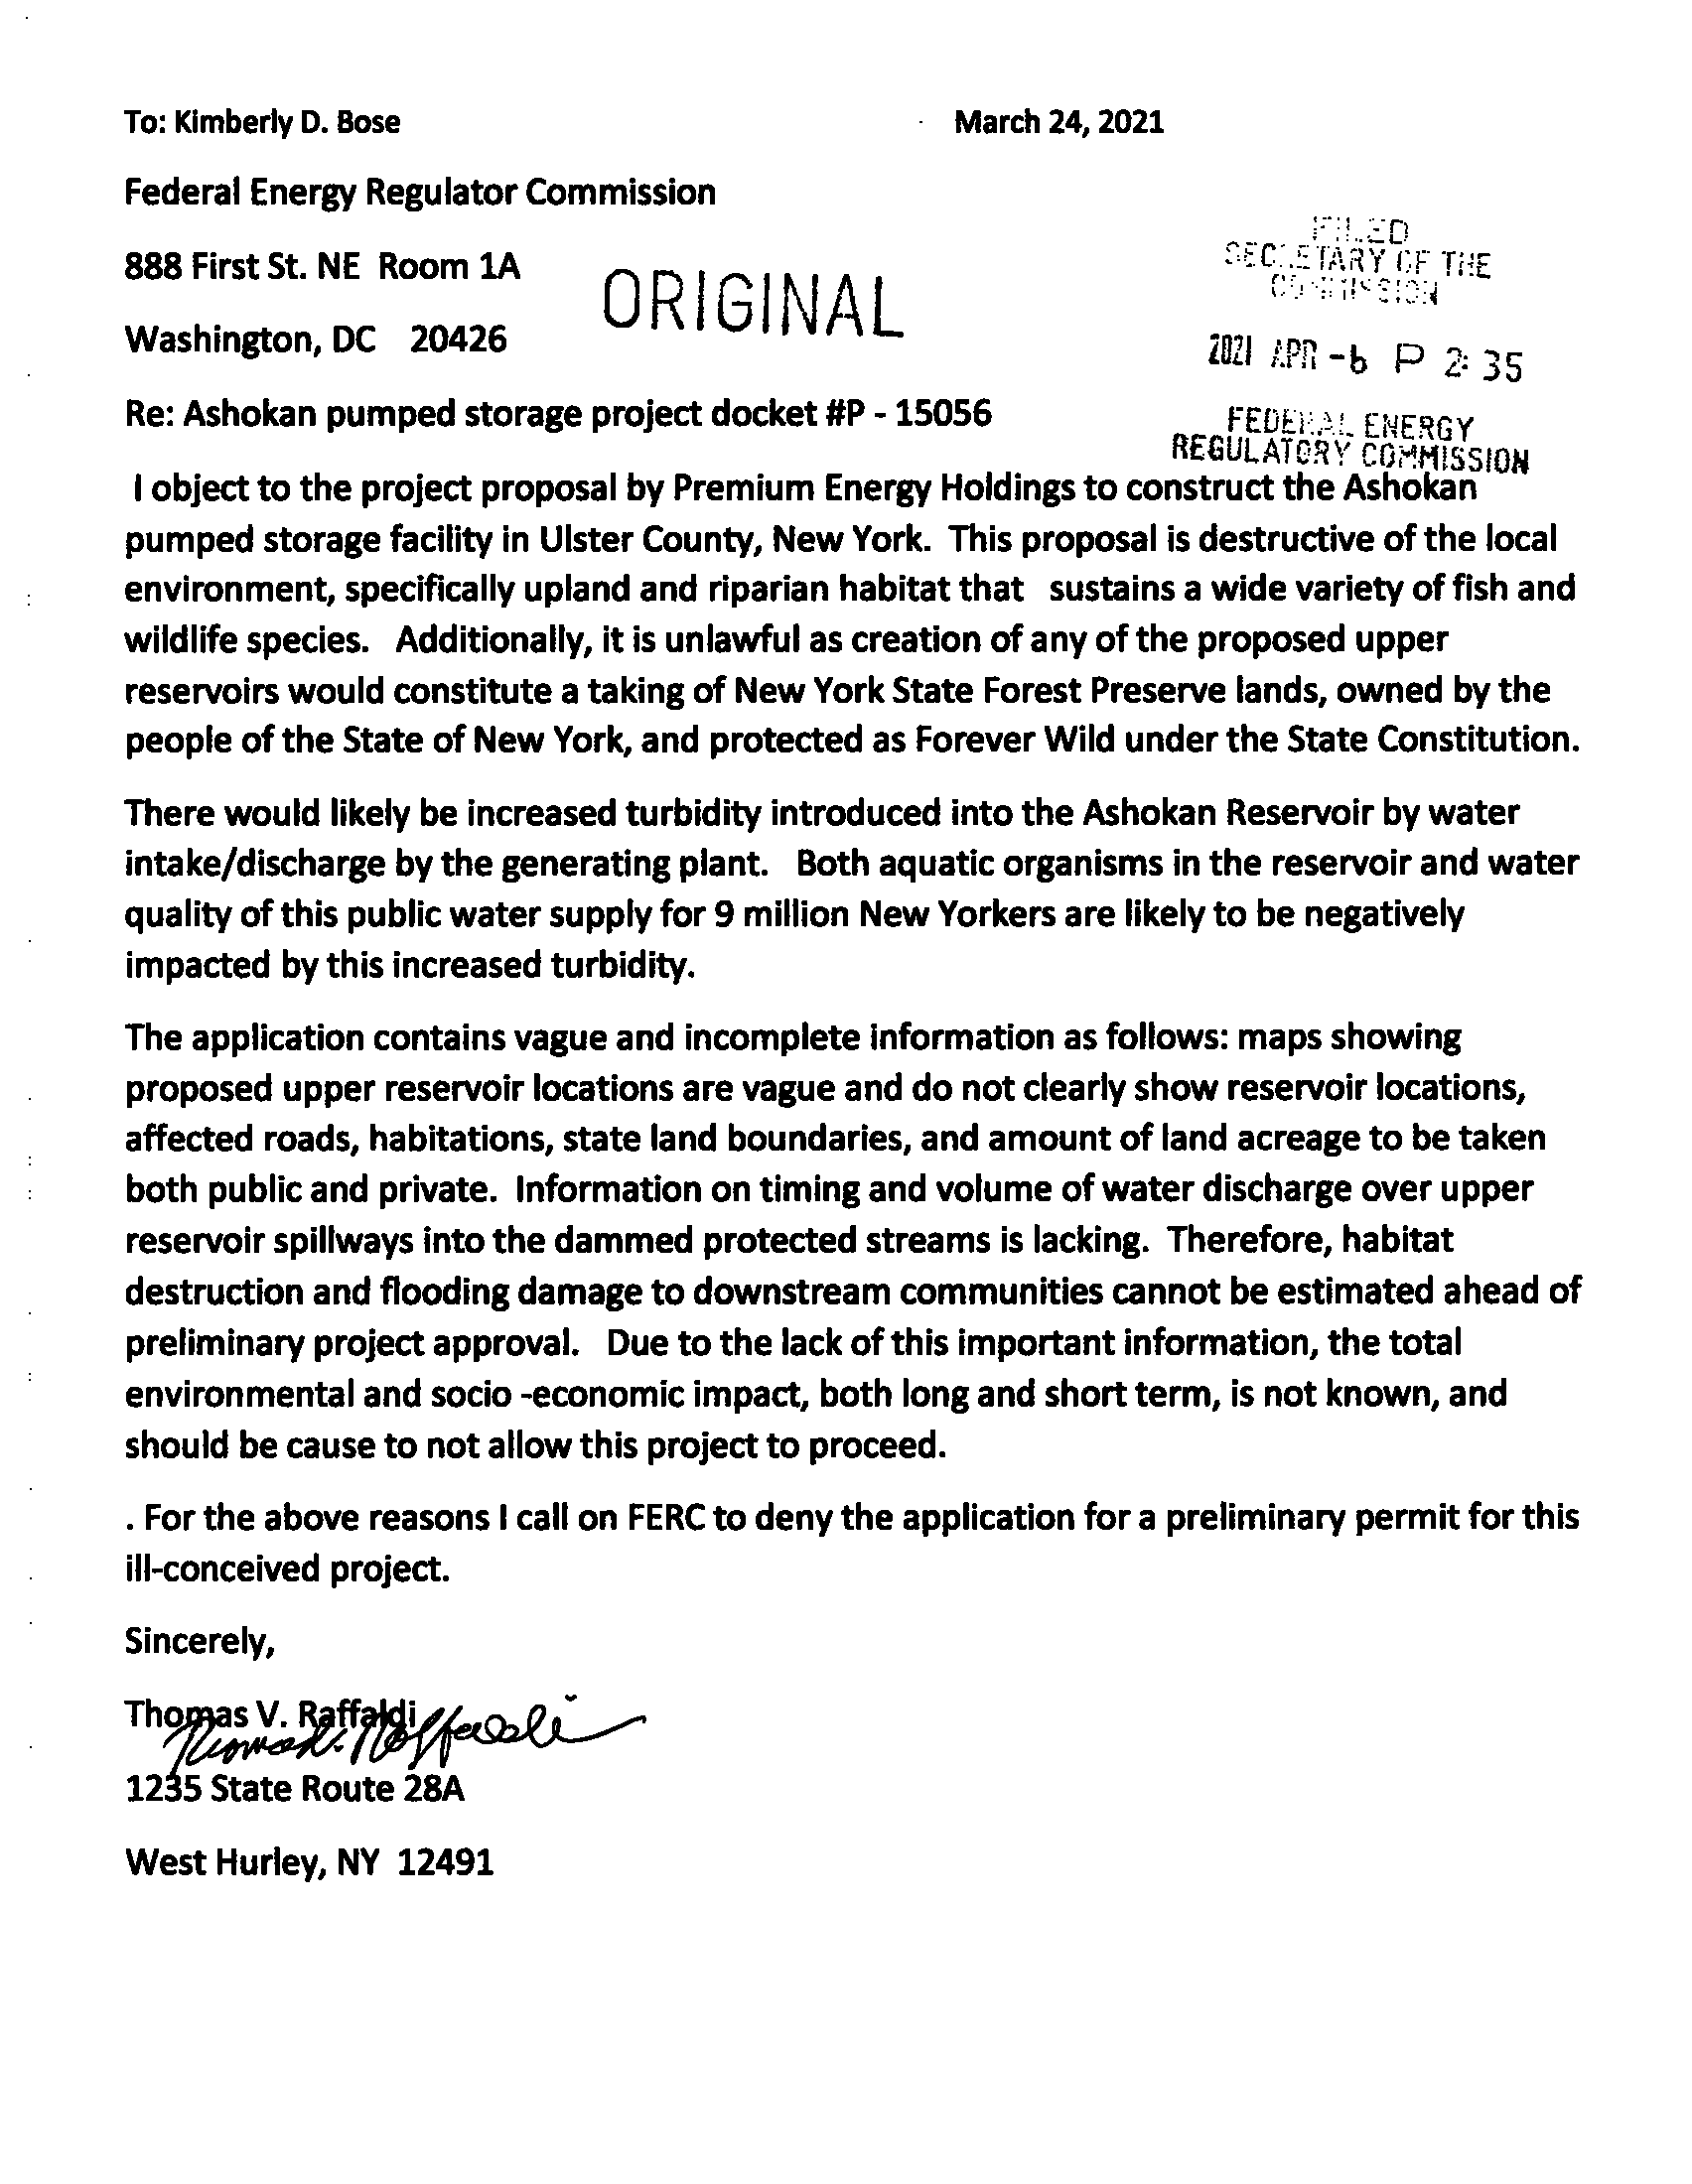 To: Kimberly D. Bose March 24, 2021
Federal Energy Regulator Commission
888 First St. NE Room 1A
Washington, DC 20426
ORIGINAL
FILED
SECRETARY OF THE
COMMISSION
2021 APR -6 P 2: 35
FEDERAL ENERGY
REGULATORY COMMISSION
Re: Ashokan pumped storage project docket #P - 15056
I object to the project proposal by Premium Energy Holdings to construct the Ashokan
pumped storage facility in Ulster County, New York. This proposal is destructive of the local
environment, specifically upland and riparian habitat that sustains a wide variety of fish and
wildlife species. Additionally, it is unlawful as creation of any of the proposed upper
reservoirs would constitute a taking of New York State Forest Preserve lands, owned by the
people of the State of New York, and protected as Forever Wild under the State Constitution.
There would likely be increased turbidity introduced into the Ashokan Reservoir by water
intake/discharge by the generating plant. Both aquatic organisms in the reservoir and water
quality of this public water supply for 9 million New Yorkers are likely to be negatively
impacted by this increased turbidity.
The application contains vague and incomplete information as follows: maps showing
proposed upper reservoir locations are vague and do not clearly show reservoir locations,
affected roads, habitations, state land boundaries, and amount of land acreage to be taken
both public and private. Information on timing and volume of water discharge over upper
reservoir spillways into the dammed protected streams is lacking. Therefore, habitat
destruction and flooding damage to downstream communities cannot be estimated ahead of
preliminary project approval. Due to the lack of this important information, the total
environmental and socio -economic impact, both long and short term, is not known, and
should be cause to not allow this project to proceed.
. For the above reasons I call on FERC to deny the application for a preliminary permit for this
ill-conceived project.
Sincerely,
Thomas V. Raffaldi
Thomas V. Raffaldi
1235 State Route 28A
West Hurley, NY 12491